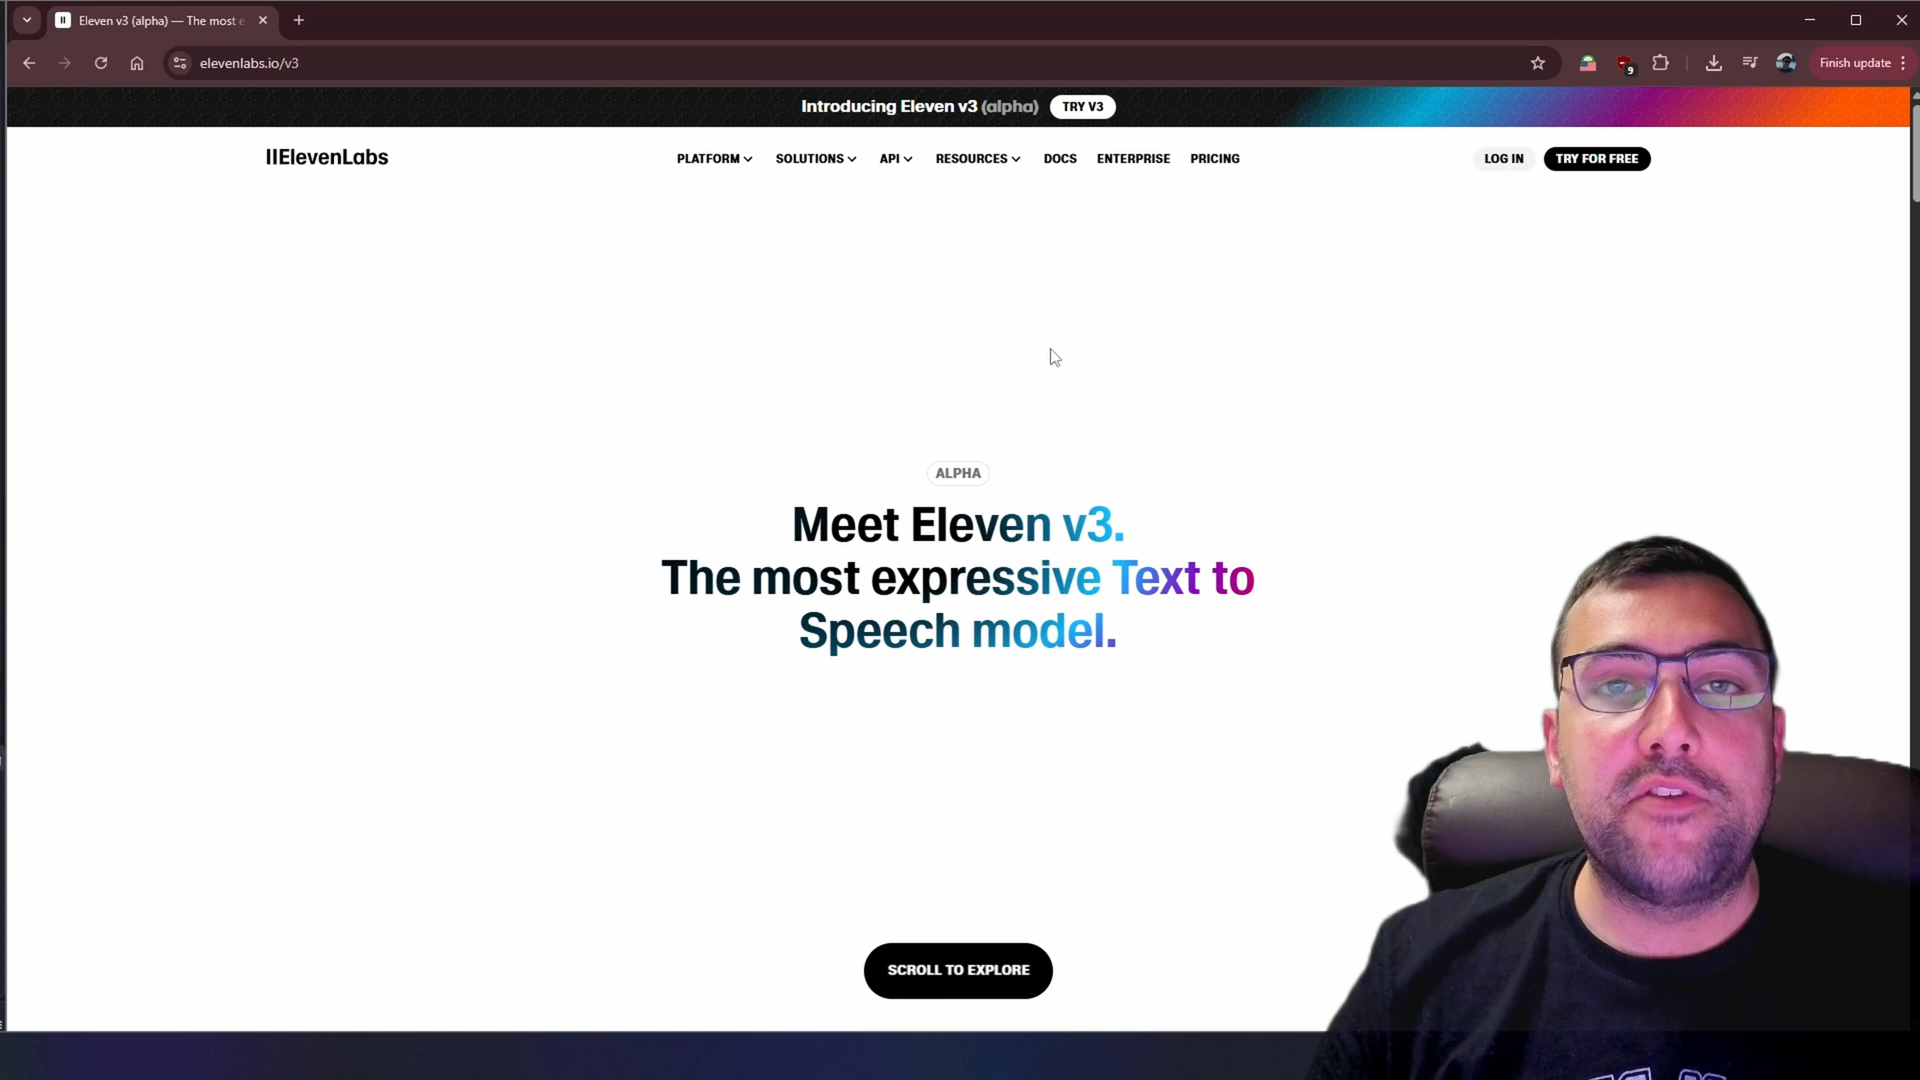 Eleven v3 (alpha) — The most e
elevenlabs.io/v3
9
Finish update
Introducing Eleven v3 (alpha) TRY V3
IIElevenLabs
PLATFORM SOLUTIONS API RESOURCES DOCS ENTERPRISE PRICING
LOG IN TRY FOR FREE
ALPHA
Meet Eleven v3.
The most expressive Text to
Speech model.
SCROLL TO EXPLORE